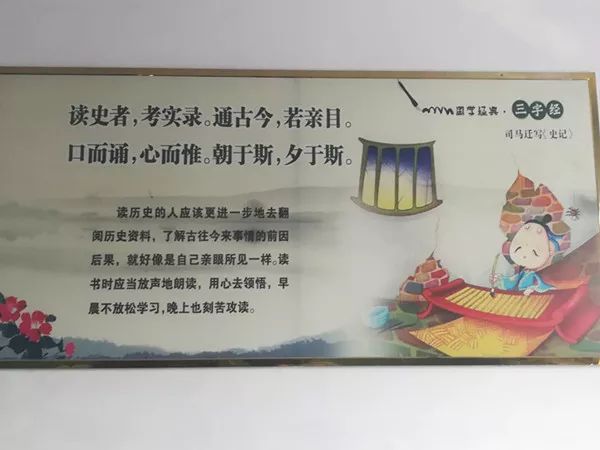 读史者，考实录。通古今，若亲目。
口而诵，心而惟。朝于斯，夕于斯。
国学经典·三字经
司马迁写《史记》
读历史的人应该更进一步地去翻
阅历史资料，了解古往今来事情的前因
后果，就好像是自己亲眼所见一样。读
书时应当放声地朗读，用心去领悟，早
晨不放松学习，晚上也刻苦攻读。